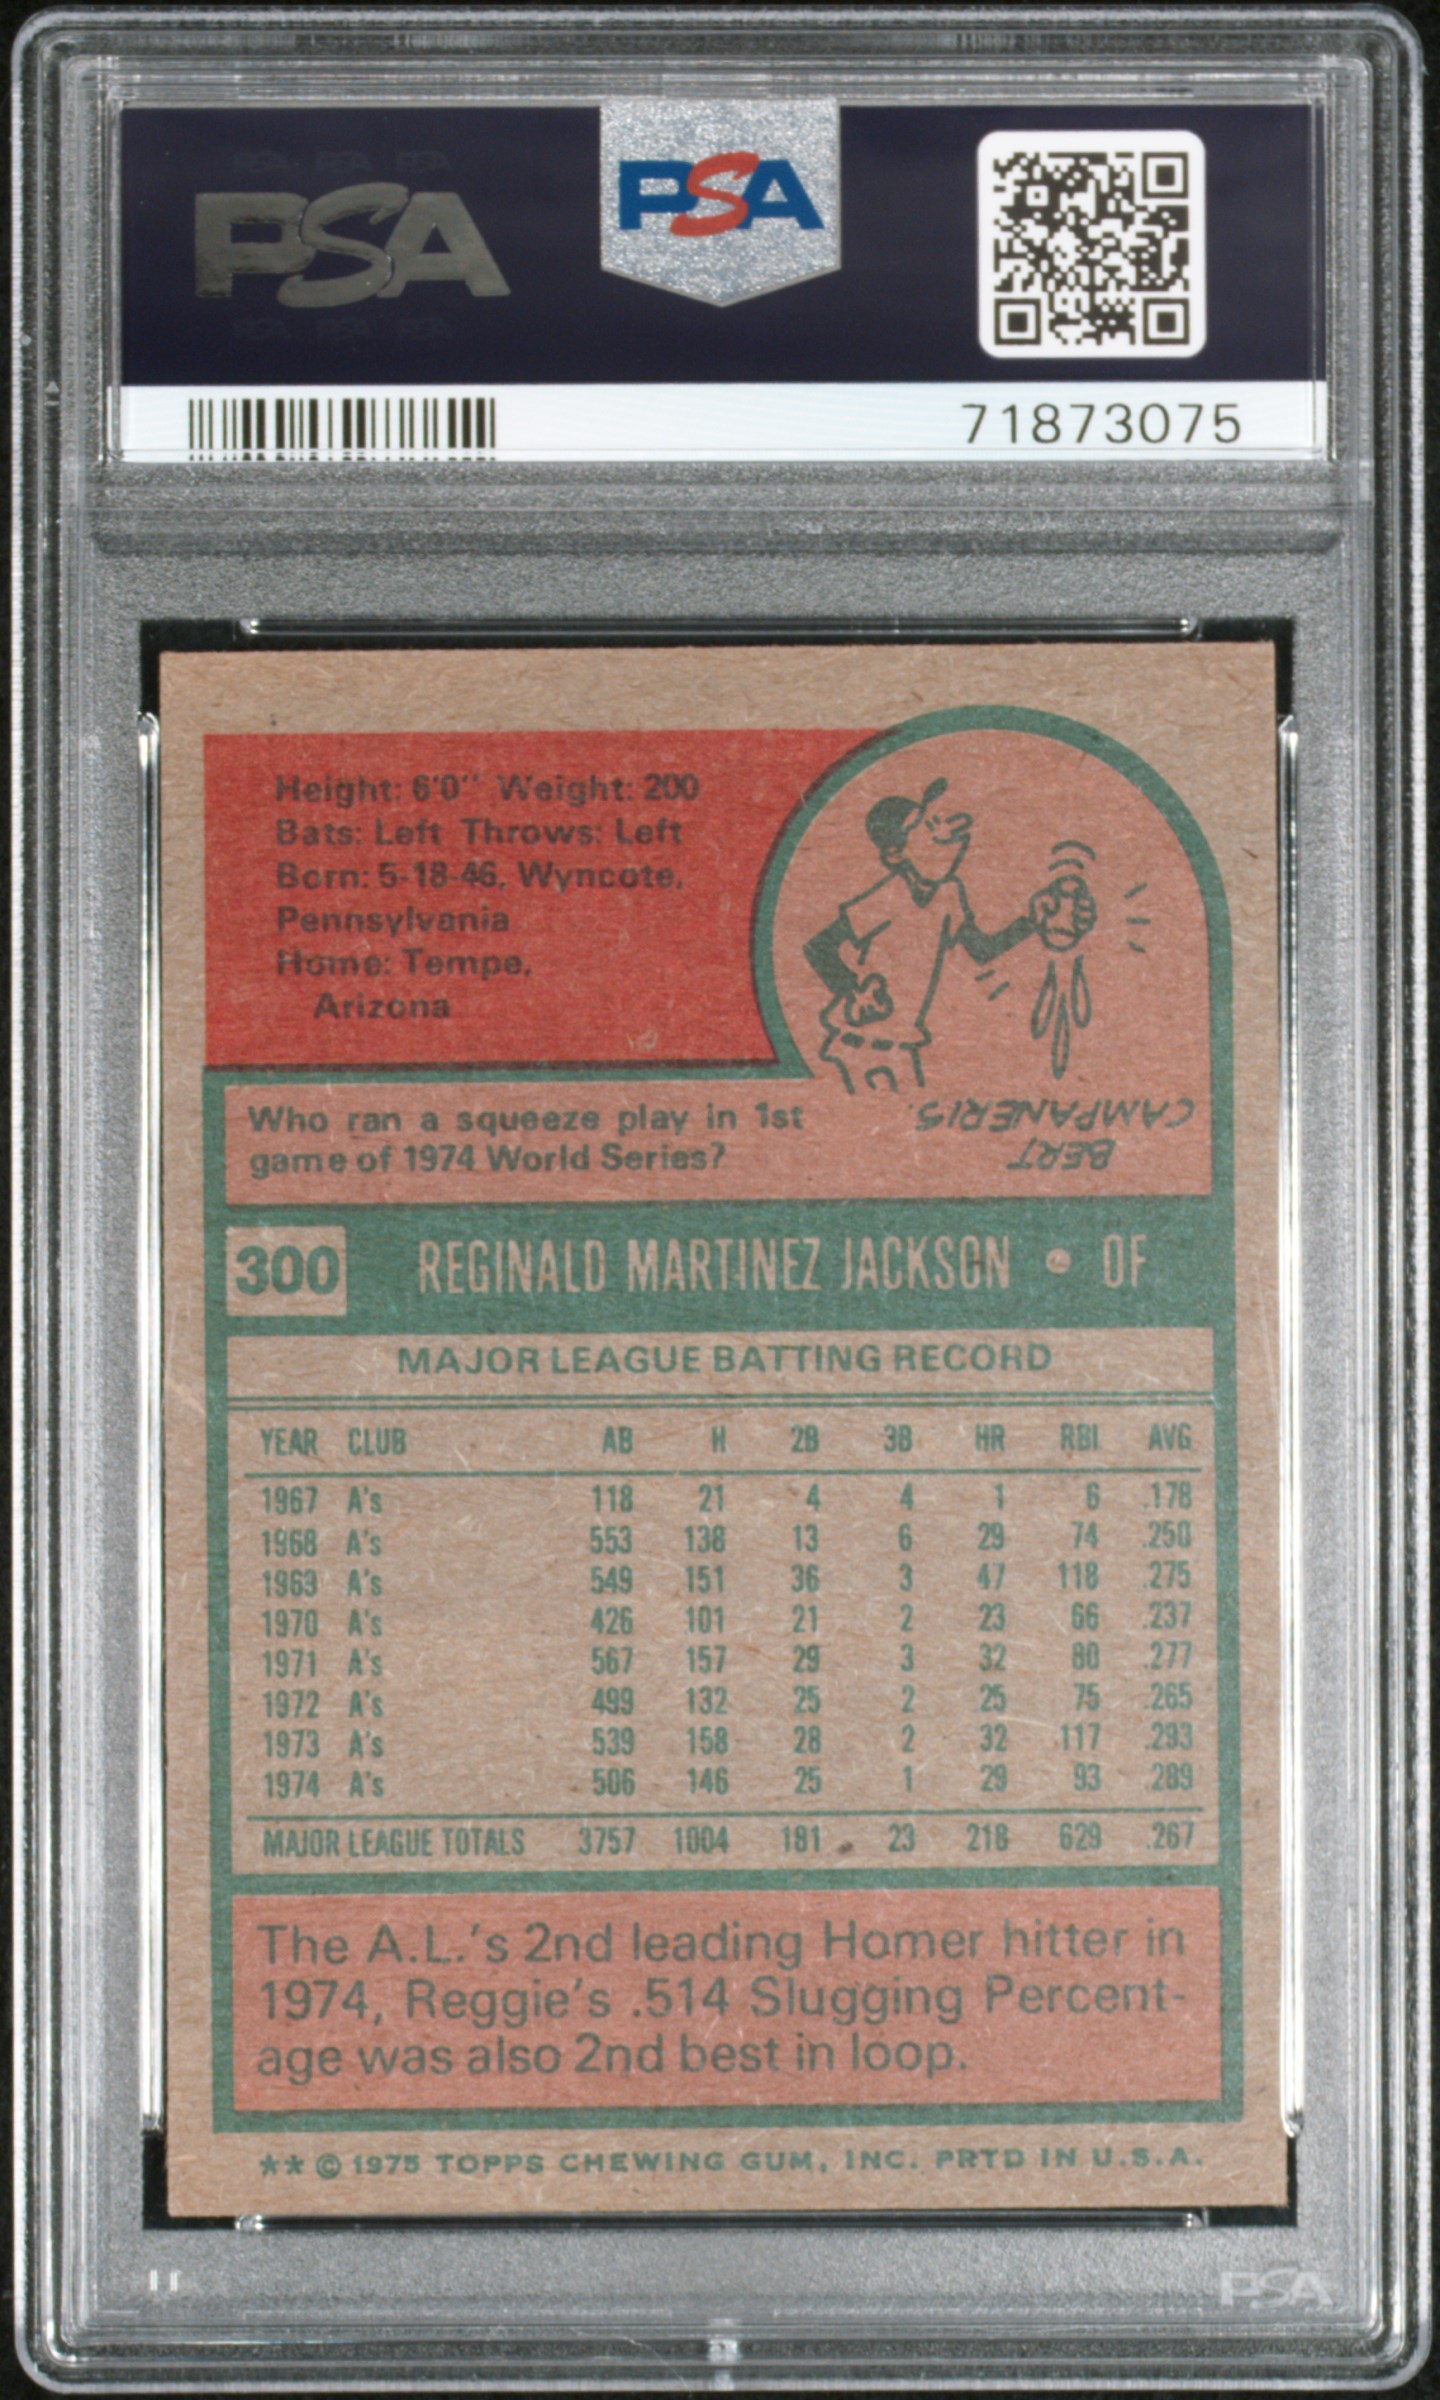 PSA
PSA
71873075
Height: 6'0" Weight: 200
Bats: Left Throws: Left
Born: 5-18-46, Wyncote,
Pennsylvania
Home: Tempe,
Arizona
Who ran a squeeze play in 1st
game of 1974 World Series?
BERT
CAMPANERIS.
300 REGINALD MARTINEZ JACKSON • OF
MAJOR LEAGUE BATTING RECORD
YEAR CLUB AB H 2B 3B HR RBI AVG
1967 A's 118 21 4 4 1 6 .178
1968 A's 553 138 13 6 29 74 .250
1969 A's 549 151 36 3 47 118 .275
1970 A's 426 101 21 2 23 66 .237
1971 A's 567 157 29 3 32 80 .277
1972 A's 499 132 25 2 25 75 .265
1973 A's 539 158 28 2 32 117 .293
1974 A's 506 146 25 1 29 93 .289
MAJOR LEAGUE TOTALS 3757 1004 181 23 218 629 .267
The A.L.'s 2nd leading Homer hitter in
1974, Reggie's .514 Slugging Percent-
age was also 2nd best in loop.
** © 1975 TOPPS CHEWING GUM, INC. PRTD IN U.S.A.
PSA